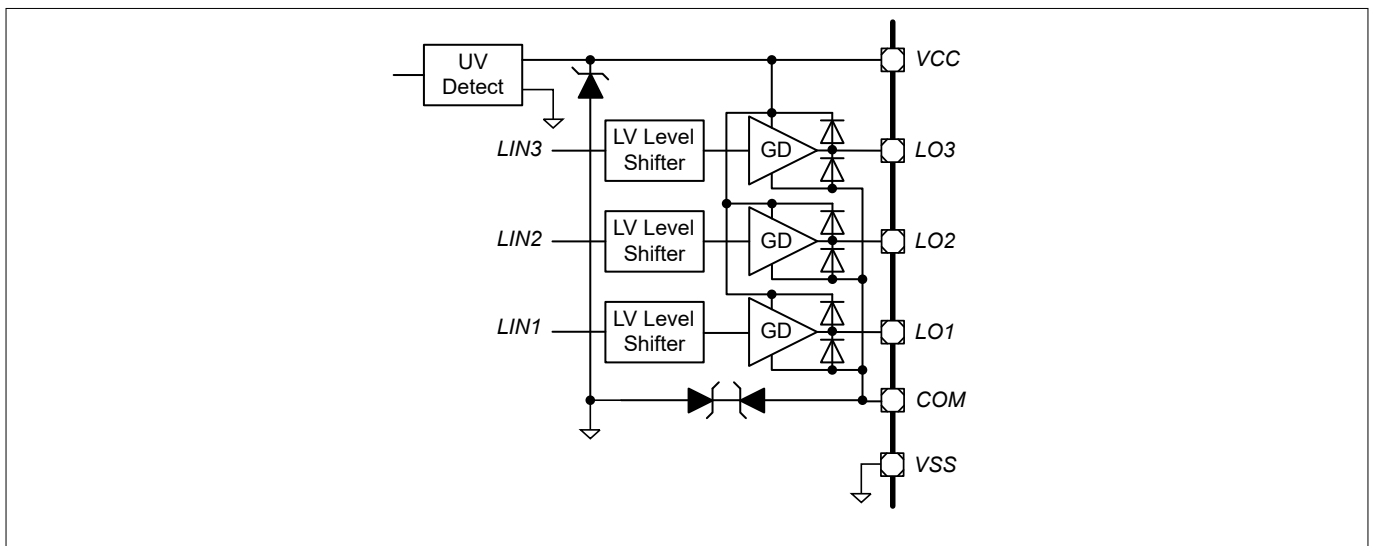 UV
Detect
VCC
LIN3
LV Level
Shifter
GD
LO3
LIN2
LV Level
Shifter
GD
LO2
LIN1
LV Level
Shifter
GD
LO1
COM
VSS